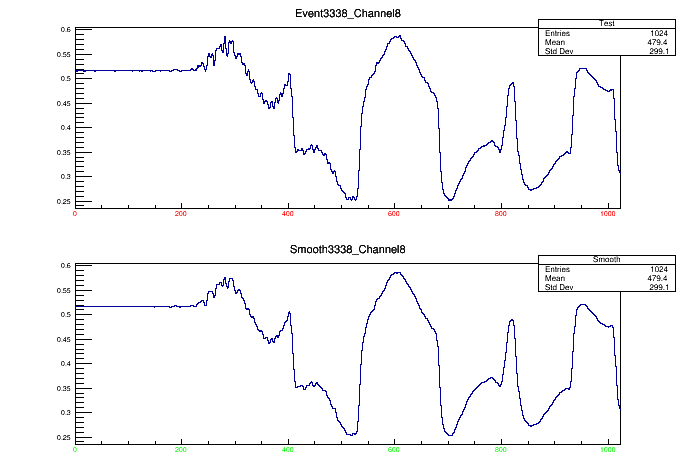 Event3338_Channel8
Test
Entries 1024
Mean 479.4
Std Dev 299.1
0.6
0.55
0.5
0.45
0.4
0.35
0.3
0.25
0 200 400 600 800 1000
Smooth3338_Channel8
Smooth
Entries 1024
Mean 479.4
Std Dev 299.1
0.6
0.55
0.5
0.45
0.4
0.35
0.3
0.25
0 200 400 600 800 1000